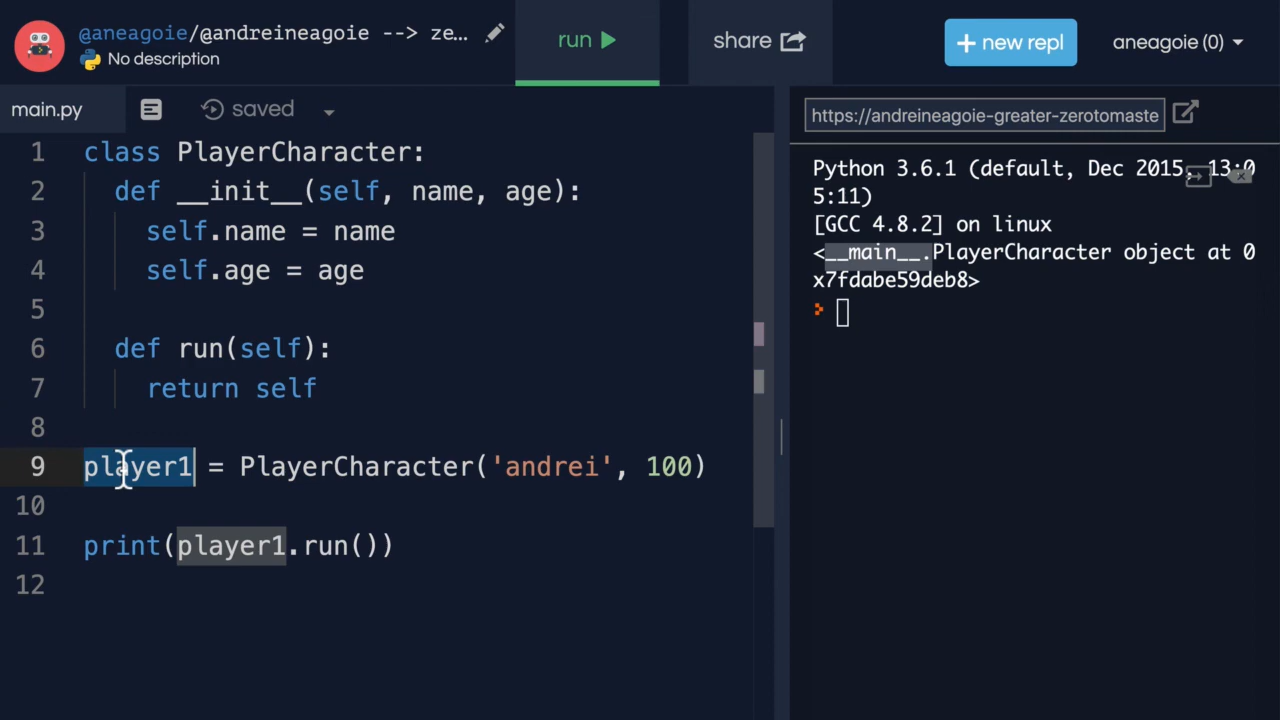 @aneagoie/@andreineagoie --> ze...
No description
run
share
+ new repl
aneagoie (0)
main.py
saved
1 class PlayerCharacter:
2 def __init__(self, name, age):
3 self.name = name
4 self.age = age
5
6 def run(self):
7 return self
8
9 player1 = PlayerCharacter('andrei', 100)
10
11 print(player1.run())
12
https://andreineagoie-greater-zerotomaste
Python 3.6.1 (default, Dec 2015, 13:0
5:11)
[GCC 4.8.2] on linux
<__main__.PlayerCharacter object at 0
x7fdabe59deb8>